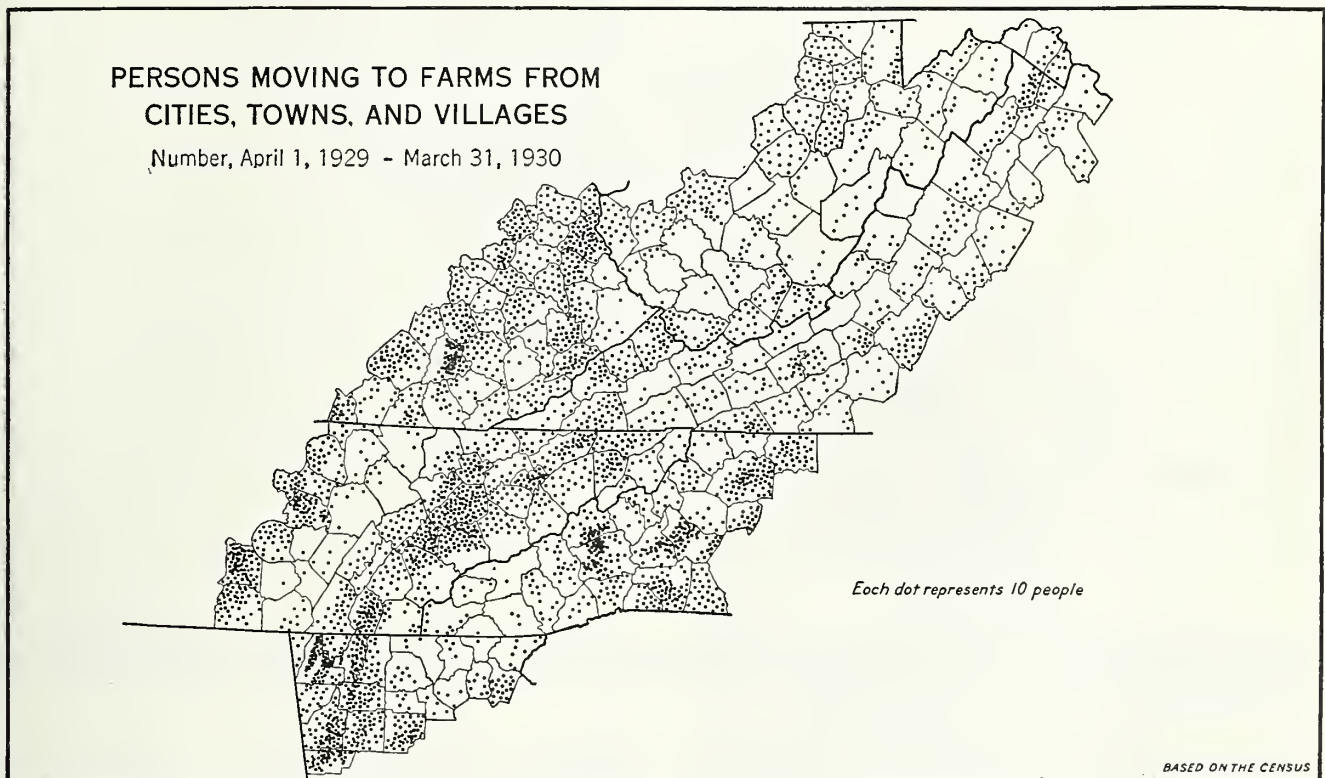 PERSONS MOVING TO FARMS FROM
CITIES, TOWNS, AND VILLAGES
Number, April 1, 1929 - March 31, 1930
Each dot represents 10 people
BASED ON THE CENSUS